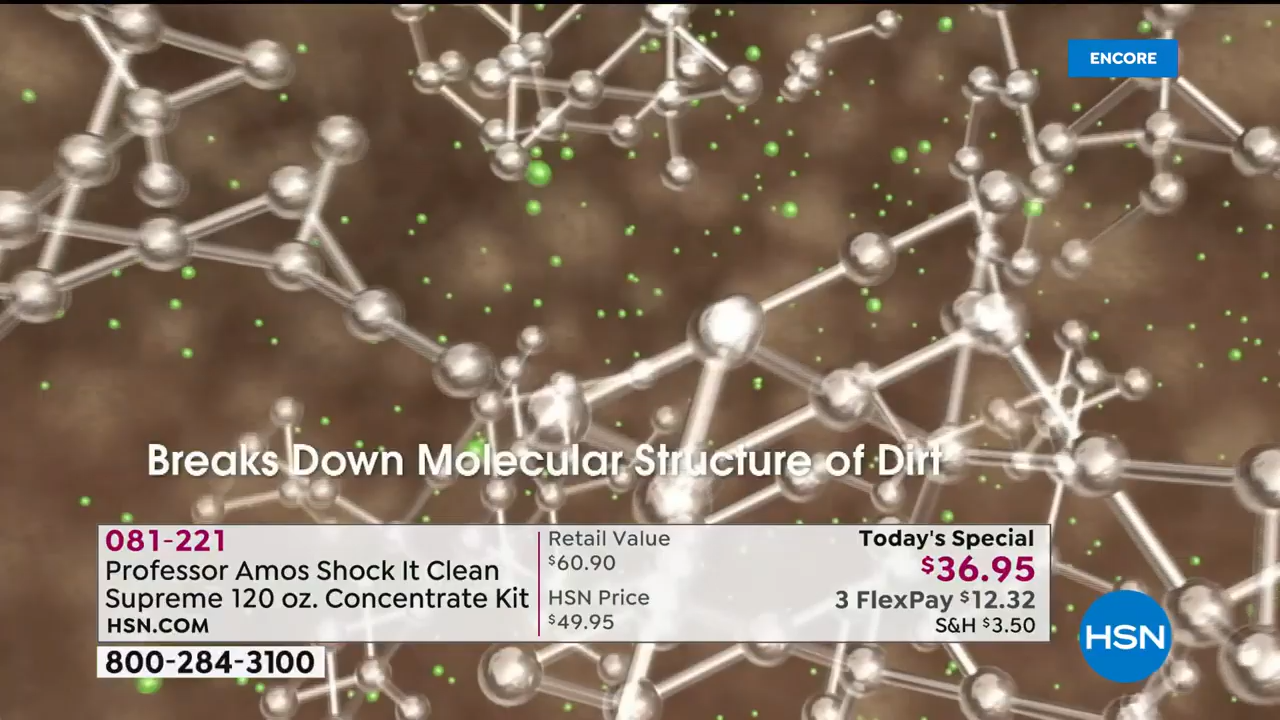 ENCORE
Breaks Down Molecular Structure of Dirt
081-221
Professor Amos Shock It Clean
Supreme 120 oz. Concentrate Kit
HSN.COM
Retail Value
$60.90
HSN Price
$49.95
Today's Special
$36.95
3 FlexPay $12.32
S&H $3.50
800-284-3100
HSN